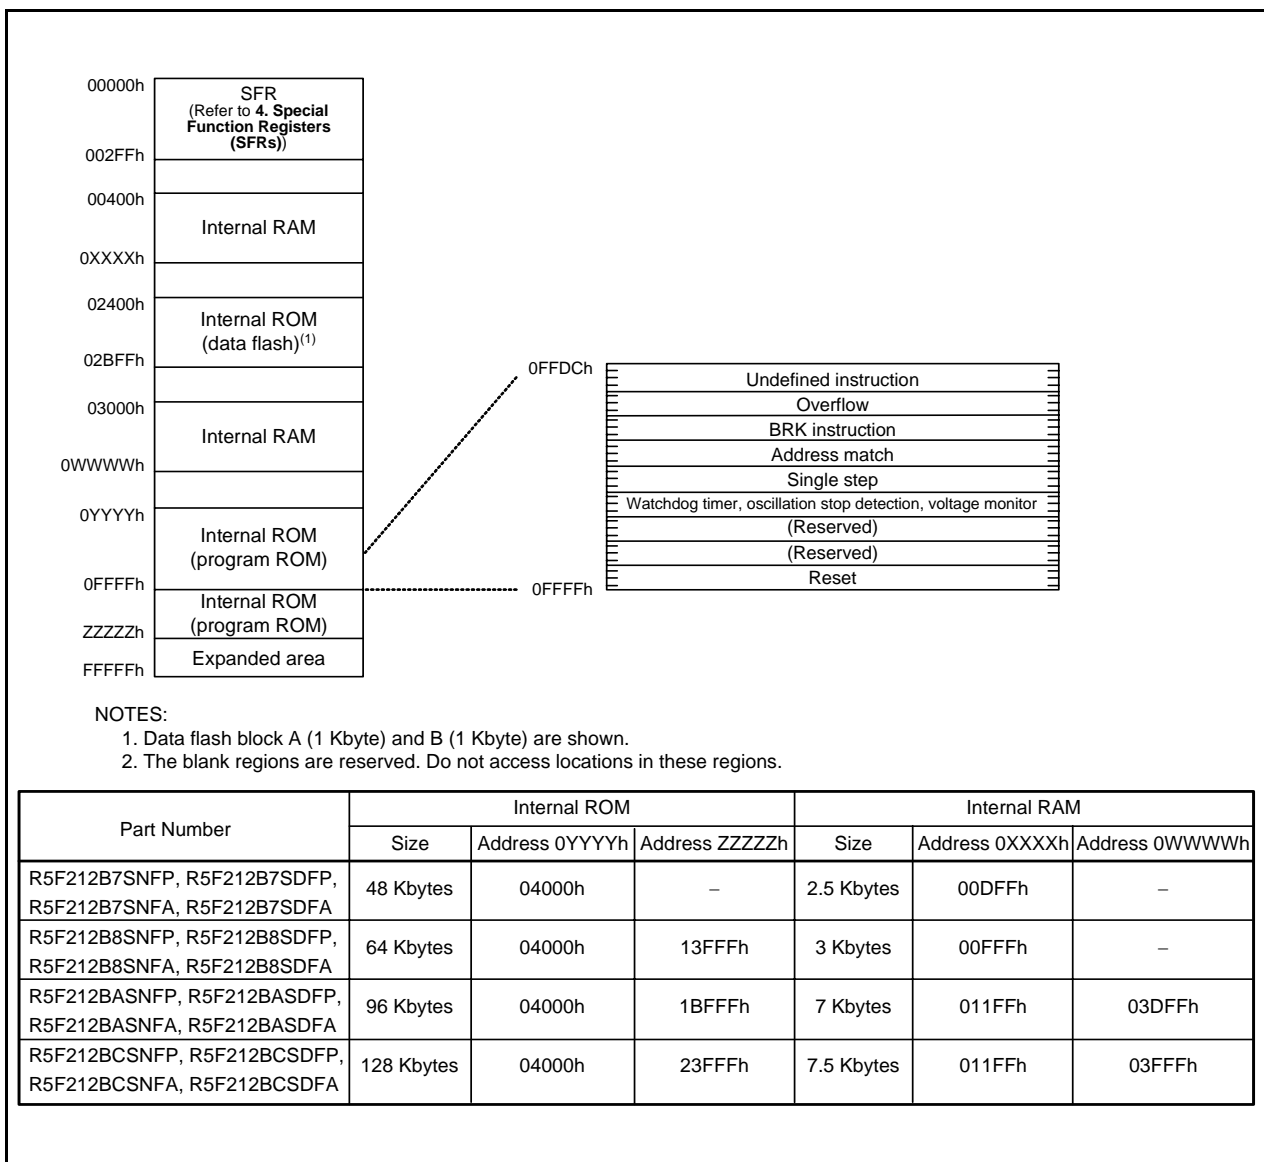 00000h
SFR
(Refer to 4. Special
Function Registers
(SFRs))
002FFh
00400h
Internal RAM
0XXXXh
02400h
Internal ROM
(data flash)(1)
02BFFh
03000h
Internal RAM
0WWWWh
0YYYYh
Internal ROM
(program ROM)
0FFFFh
Internal ROM
(program ROM)
ZZZZZh
Expanded area
FFFFFh
0FFDCh
Undefined instruction
Overflow
BRK instruction
Address match
Single step
Watchdog timer, oscillation stop detection, voltage monitor
(Reserved)
(Reserved)
Reset
0FFFFh
NOTES:
1. Data flash block A (1 Kbyte) and B (1 Kbyte) are shown.
2. The blank regions are reserved. Do not access locations in these regions.
Part Number Internal ROM Internal RAM
Size Address 0YYYYh Address ZZZZZh Size Address 0XXXXh Address 0WWWWh
R5F212B7SNFP, R5F212B7SDFP,
R5F212B7SNFA, R5F212B7SDFA
48 Kbytes 04000h – 2.5 Kbytes 00DFFh –
R5F212B8SNFP, R5F212B8SDFP,
R5F212B8SNFA, R5F212B8SDFA
64 Kbytes 04000h 13FFFh 3 Kbytes 00FFFh –
R5F212BASNFP, R5F212BASDFP,
R5F212BASNFA, R5F212BASDFA
96 Kbytes 04000h 1BFFFh 7 Kbytes 011FFh 03DFFh
R5F212BCSNFP, R5F212BCSDFP,
R5F212BCSNFA, R5F212BCSDFA
128 Kbytes 04000h 23FFFh 7.5 Kbytes 011FFh 03FFFh